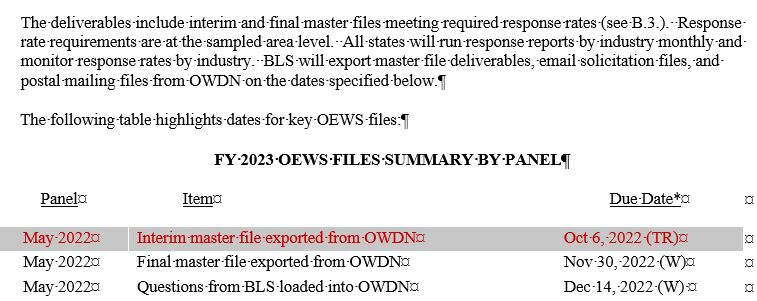 The deliverables include interim and final master files meeting required response rates (see B.3.). Response
rate requirements are at the sampled area level. All states will run response reports by industry monthly and
monitor response rates by industry. BLS will export master file deliverables, email solicitation files, and
postal mailing files from OWDN on the dates specified below.¶
The following table highlights dates for key OEWS files:¶
FY 2023 OEWS FILES SUMMARY BY PANEL¶
Panel¤ Item¤ Due Date*¤ ¤
May 2022¤ Interim master file exported from OWDN¤ Oct 6, 2022 (TR)¤ ¤
May 2022¤ Final master file exported from OWDN¤ Nov 30, 2022 (W)¤ ¤
May 2022¤ Questions from BLS loaded into OWDN¤ Dec 14, 2022 (W)¤ ¤